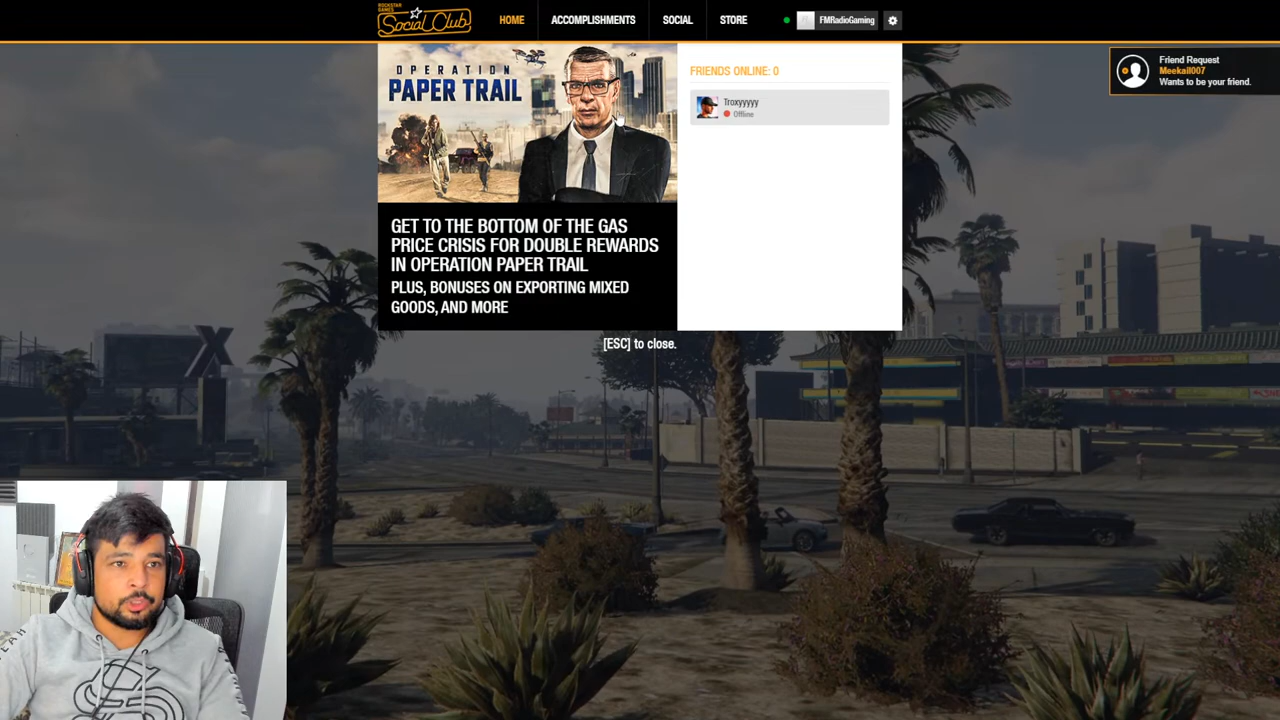 ROCKSTAR
GAMES
Social Club
HOME
ACCOMPLISHMENTS
SOCIAL
STORE
FMRadioGaming
Friend Request
Meekail007
Wants to be your friend.
OPERATION
PAPER TRAIL
GET TO THE BOTTOM OF THE GAS
PRICE CRISIS FOR DOUBLE REWARDS
IN OPERATION PAPER TRAIL
PLUS, BONUSES ON EXPORTING MIXED
GOODS, AND MORE
FRIENDS ONLINE: 0
Troxyyyyy
Offline
[ESC] to close.